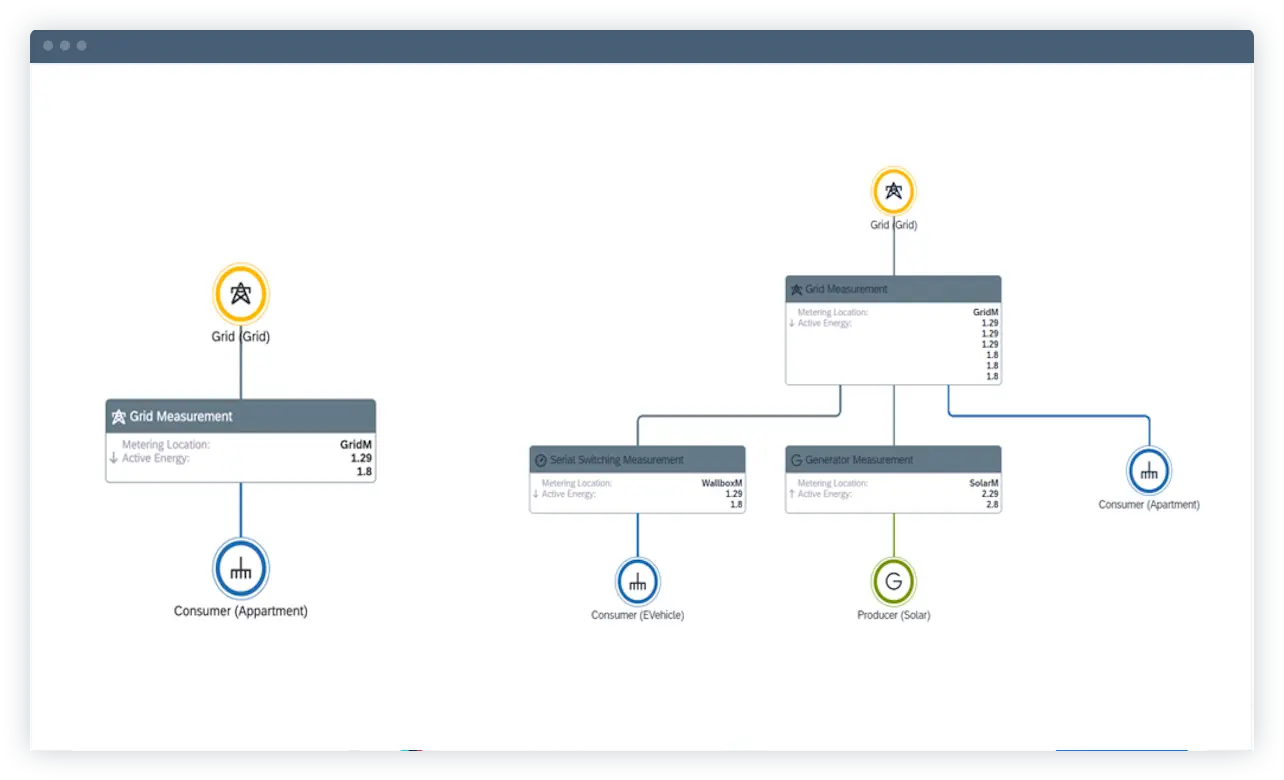 Grid (Grid)
Grid Measurement
Metering Location: GridM
↓ Active Energy: 1.29
1.8
Consumer (Appartment)
Grid (Grid)
Grid Measurement
Metering Location: GridM
↓ Active Energy: 1.29
1.29
1.29
1.8
1.8
1.8
Serial Switching Measurement
Metering Location: WallboxM
↓ Active Energy: 1.29
1.8
Consumer (EVehicle)
G Generator Measurement
Metering Location: SolarM
↑ Active Energy: 2.29
2.8
G
Producer (Solar)
Consumer (Apartment)